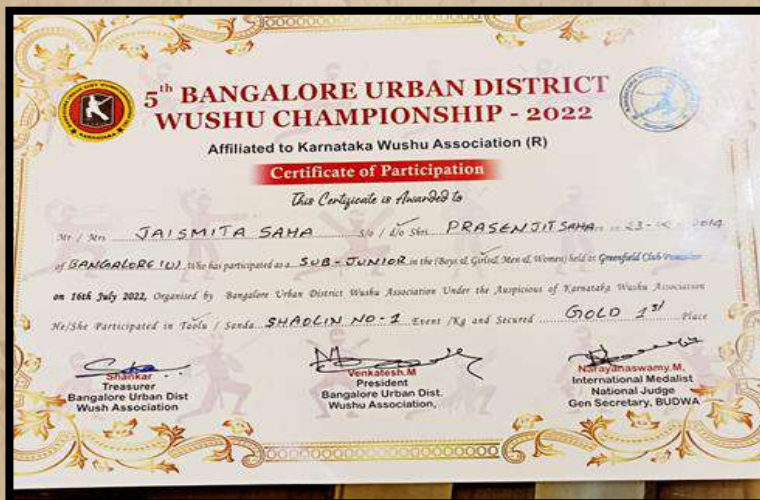 5th BANGALORE URBAN DISTRICT
WUSHU CHAMPIONSHIP - 2022
Affiliated to Karnataka Wushu Association (R)
Certificate of Participation
This Certificate is Awarded to
Mr / Mrs JAISMITA SAHA S/o / d/o Shri. PRASENJIT SAHA 2014
of BANGALORE (U) Who has participated as a SUB-JUNIOR in the (Boys & Girls & Men & Women) held at Greenfield Club
on 16th July 2022, Organised by Bangalore Urban District Wushu Association Under the Auspicious of Karnataka Wushu Association
He/She Participated in Taolu / Sanda SHAOLIN NO-1 Event /Kg and Secured GOLD 1st Place
Shankar
Treasurer
Bangalore Urban Dist
Wush Association
Venkatesh.M
President
Bangalore Urban Dist.
Wushu Association,
Narayanaswamy.M,
International Medalist
National Judge
Gen Secretary, BUDWA